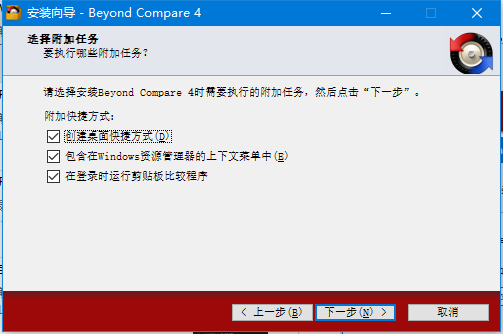 安装向导 - Beyond Compare 4
选择附加任务
要执行哪些附加任务?
请选择安装Beyond Compare 4时需要执行的附加任务，然后点击“下一步”。
附加快捷方式:
创建桌面快捷方式(D)
包含在Windows资源管理器的上下文菜单中(E)
在登录时运行剪贴板比较程序
< 上一步(B)
下一步(N) >
取消